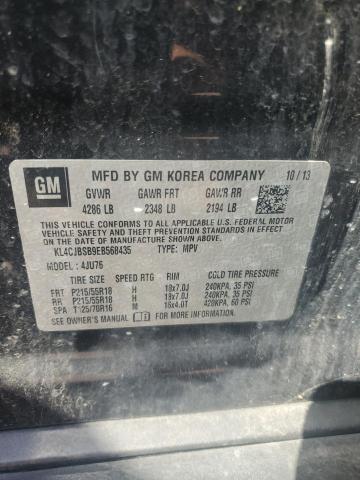 GM
MFD BY GM KOREA COMPANY 10/13
GVWR GAWR FRT GAWR RR
4286 LB 2348 LB 2194 LB
THIS VEHICLE CONFORMS TO ALL APPLICABLE U.S. FEDERAL MOTOR
VEHICLE SAFETY, BUMPER, AND THEFT PREVENTION STANDARDS IN
EFFECT ON THE DATE OF MANUFACTURE SHOWN ABOVE.
KL4CJBSB9EB568435 TYPE: MPV
MODEL: 4JU76
TIRE SIZE SPEED RTG RIM COLD TIRE PRESSURE
FRT P215/55R18 H 18x7.0J 240KPA, 35 PSI
RR P215/55R18 H 18x7.0J 240KPA, 35 PSI
SPA T125/70R16 M 16x4.0T 420KPA, 60 PSI
SEE OWNER'S MANUAL FOR ADDITIONAL INFORMATION.